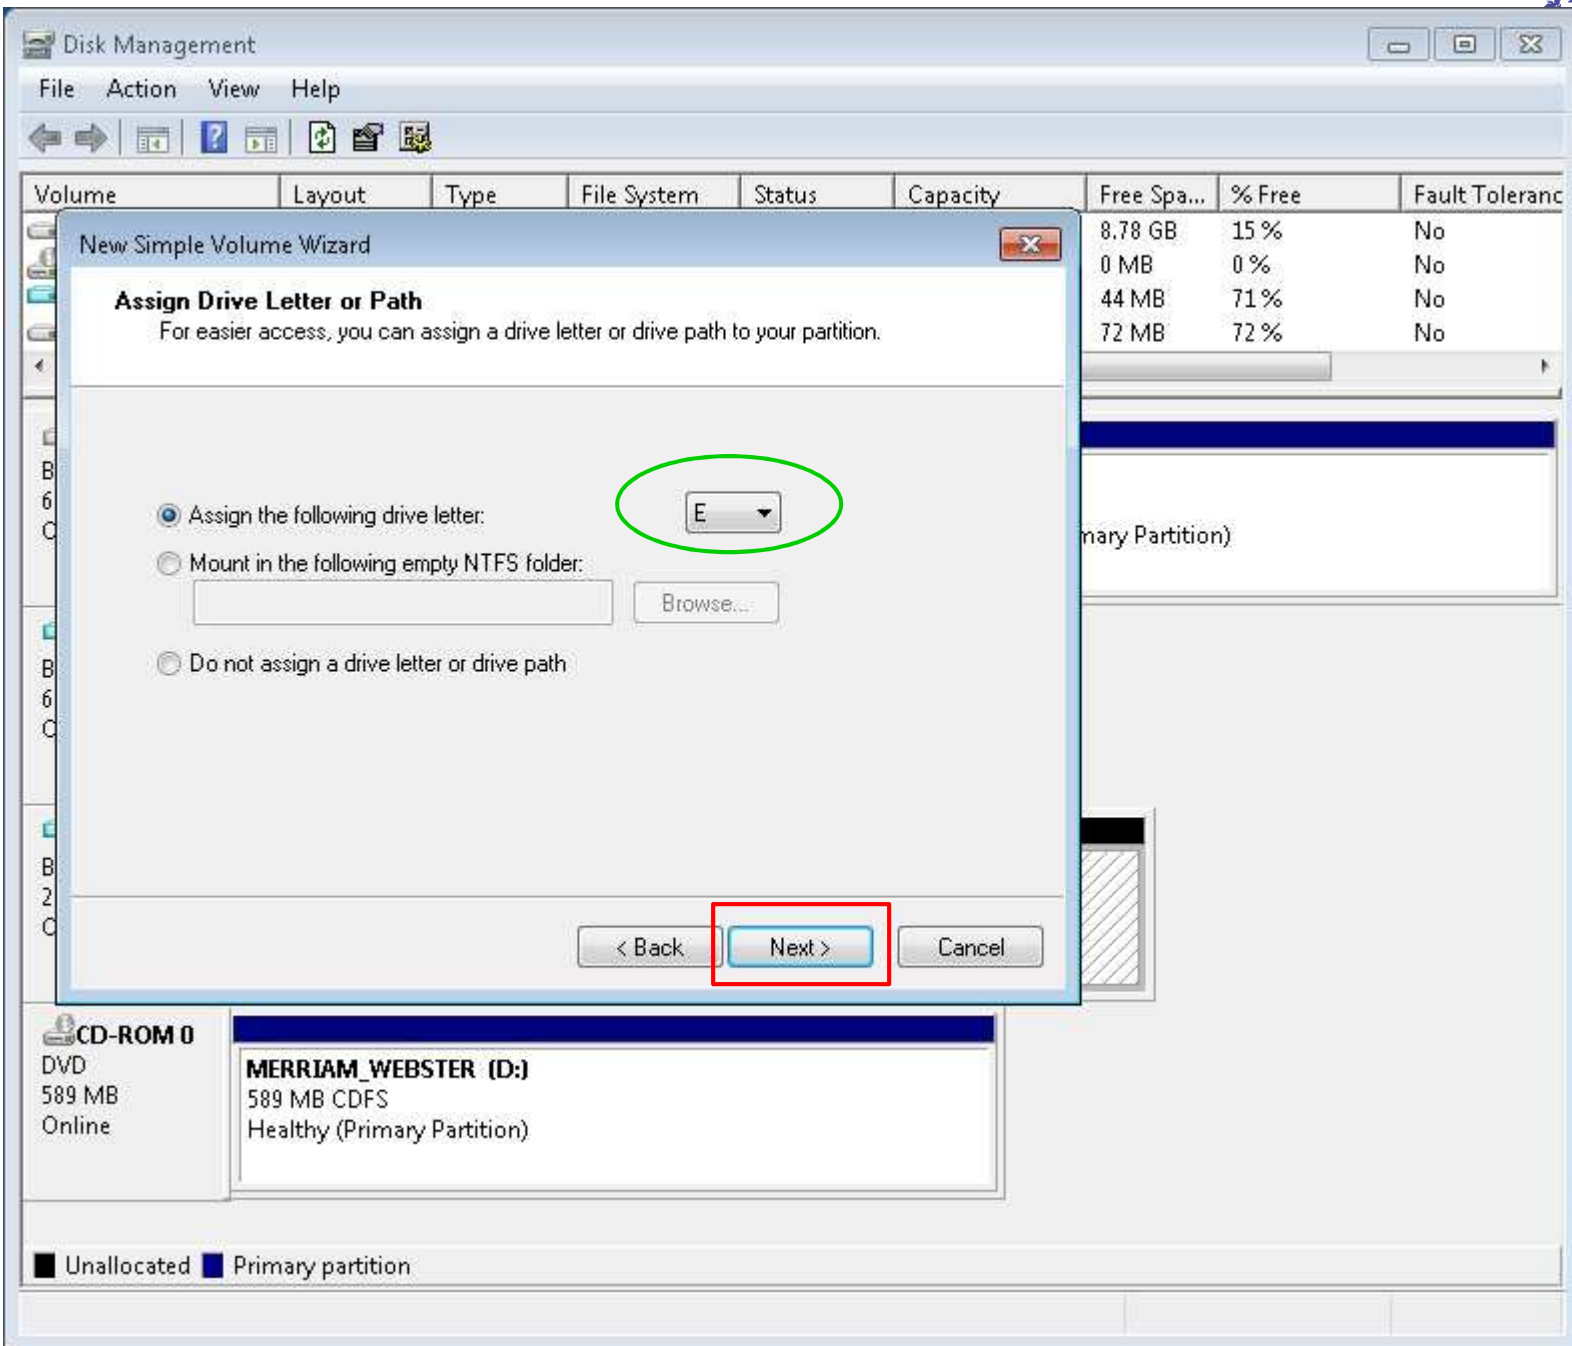 Disk Management
File Action View Help
Volume Layout Type File System Status Capacity Free Spa... % Free Fault Toleranc
8.78 GB 15 % No
0 MB 0 % No
44 MB 71 % No
72 MB 72 % No
New Simple Volume Wizard
Assign Drive Letter or Path
For easier access, you can assign a drive letter or drive path to your partition.
Assign the following drive letter: E
Mount in the following empty NTFS folder:
Browse...
Do not assign a drive letter or drive path
< Back Next > Cancel
B
6
O
mary Partition)
B
6
O
B
2
O
CD-ROM 0
DVD
589 MB
Online
MERRIAM_WEBSTER (D:)
589 MB CDFS
Healthy (Primary Partition)
Unallocated Primary partition